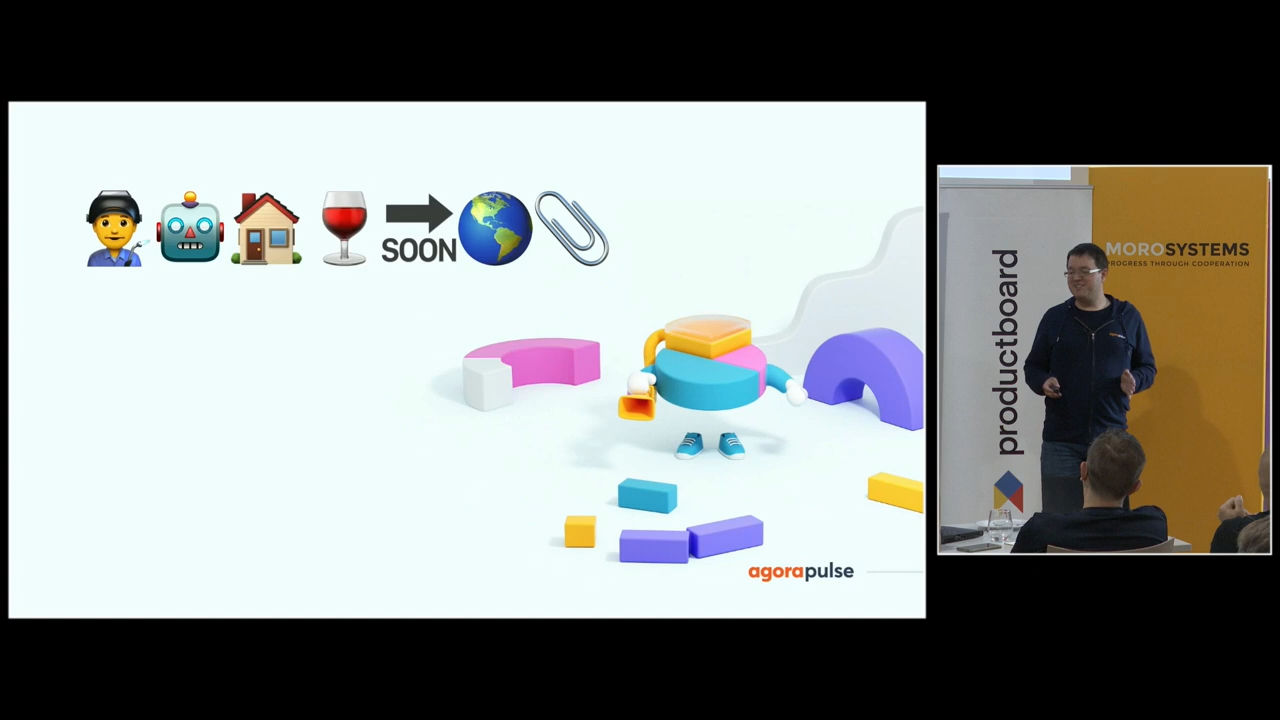 SOON
agorapulse
productboard
MOROSYSTEMS
PROGRESS THROUGH COOPERATION